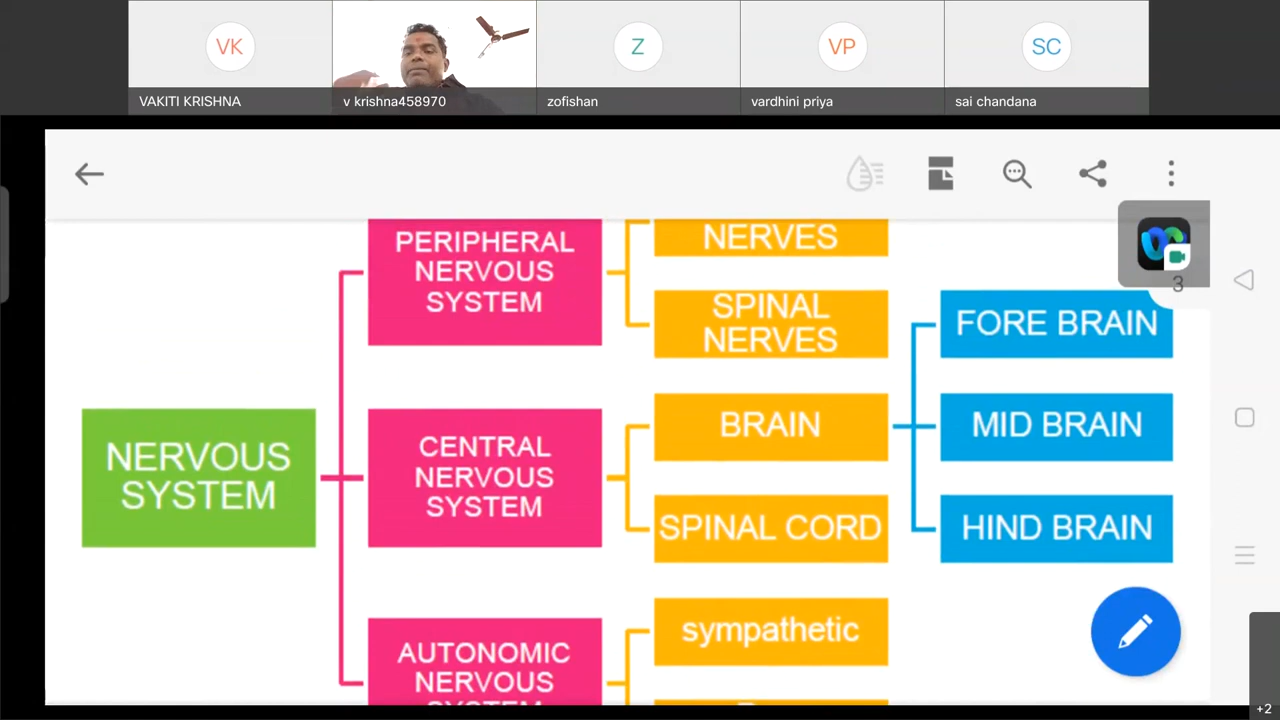 VK
Z
VP
SC
VAKITI KRISHNA
v krishna458970
zofishan
vardhini priya
sai chandana
3
PERIPHERAL
NERVOUS
SYSTEM
NERVES
SPINAL
NERVES
FORE BRAIN
NERVOUS
SYSTEM
CENTRAL
NERVOUS
SYSTEM
BRAIN
MID BRAIN
SPINAL CORD
HIND BRAIN
AUTONOMIC
NERVOUS
SYSTEM
sympathetic
+2